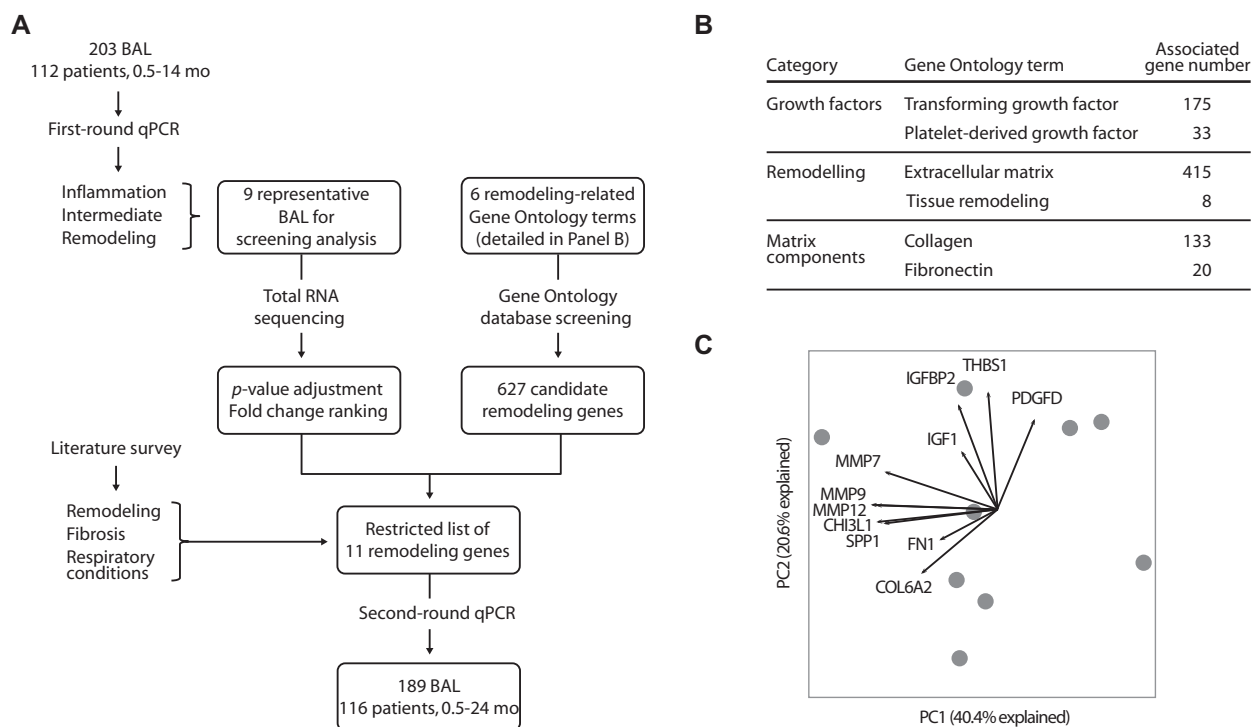 A
203 BAL
112 patients, 0.5-14 mo
First-round qPCR
Inflammation
Intermediate
Remodeling
9 representative
BAL for
screening analysis
6 remodeling-related
Gene Ontology terms
(detailed in Panel B)
Total RNA
sequencing
Gene Ontology
database screening
p-value adjustment
Fold change ranking
627 candidate
remodeling genes
Literature survey
Remodeling
Fibrosis
Respiratory
conditions
Restricted list of
11 remodeling genes
Second-round qPCR
189 BAL
116 patients, 0.5-24 mo
B
Category Gene Ontology term Associated
gene number
Growth factors Transforming growth factor 175
Platelet-derived growth factor 33
Remodelling Extracellular matrix 415
Tissue remodeling 8
Matrix
components
Collagen 133
Fibronectin 20
C
THBS1
IGFBP2
PDGFD
IGF1
MMP7
MMP9
MMP12
CHI3L1
SPP1
FN1
COL6A2
PC2 (20.6% explained)
PC1 (40.4% explained)